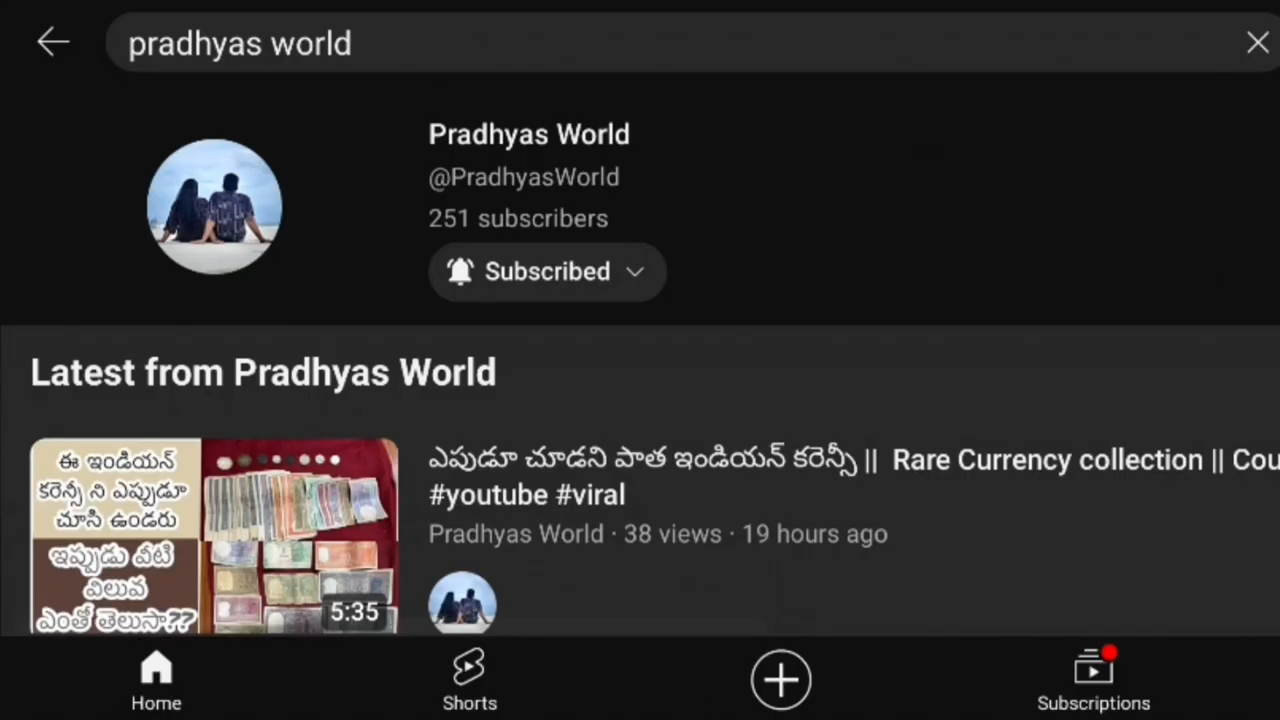 pradhyas world
Pradhyas World
@PradhyasWorld
251 subscribers
Subscribed
Latest from Pradhyas World
ఈ ఇండియన్
కరెన్సీ ని ఎప్పుడూ
చూసి ఉండరు
ఇప్పుడు వీటి
విలువ
ఎంతో తెలుసా??
5:35
ఎపుడూ చూడని పాత ఇండియన్ కరెన్సీ || Rare Currency collection || Cou
#youtube #viral
Pradhyas World · 38 views · 19 hours ago
Home
Shorts
Subscriptions